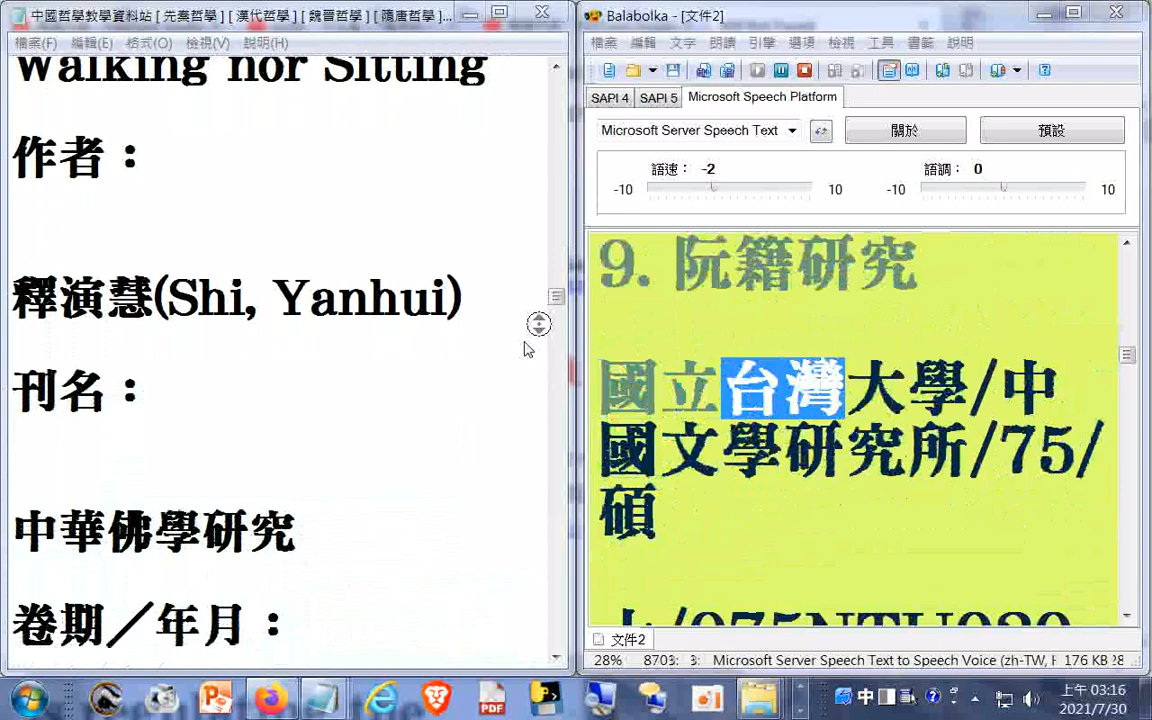 中國哲學教學資料站 [ 先秦哲學 ] [ 漢代哲學 ] [ 魏晉哲學 ] [ 隋唐哲學 ]...
檔案(F) 編輯(E) 格式(O) 檢視(V) 說明(H)
Walking nor Sitting
作者：
釋演慧(Shi, Yanhui)
刊名：
中華佛學研究
卷期／年月：
Balabolka - [文件2]
檔案 編輯 文字 朗讀 引擎 選項 檢視 工具 書籤 說明
SAPI 4 SAPI 5 Microsoft Speech Platform
Microsoft Server Speech Text 關於 預設
語速： -2 語調： 0
-10 10 -10 10
9. 阮籍研究
國立台灣大學/中
國文學研究所/75/
碩
文件2
28% 8703: 3: Microsoft Server Speech Text to Speech Voice (zh-TW, 176 KB
中
上午 03:16
2021/7/30